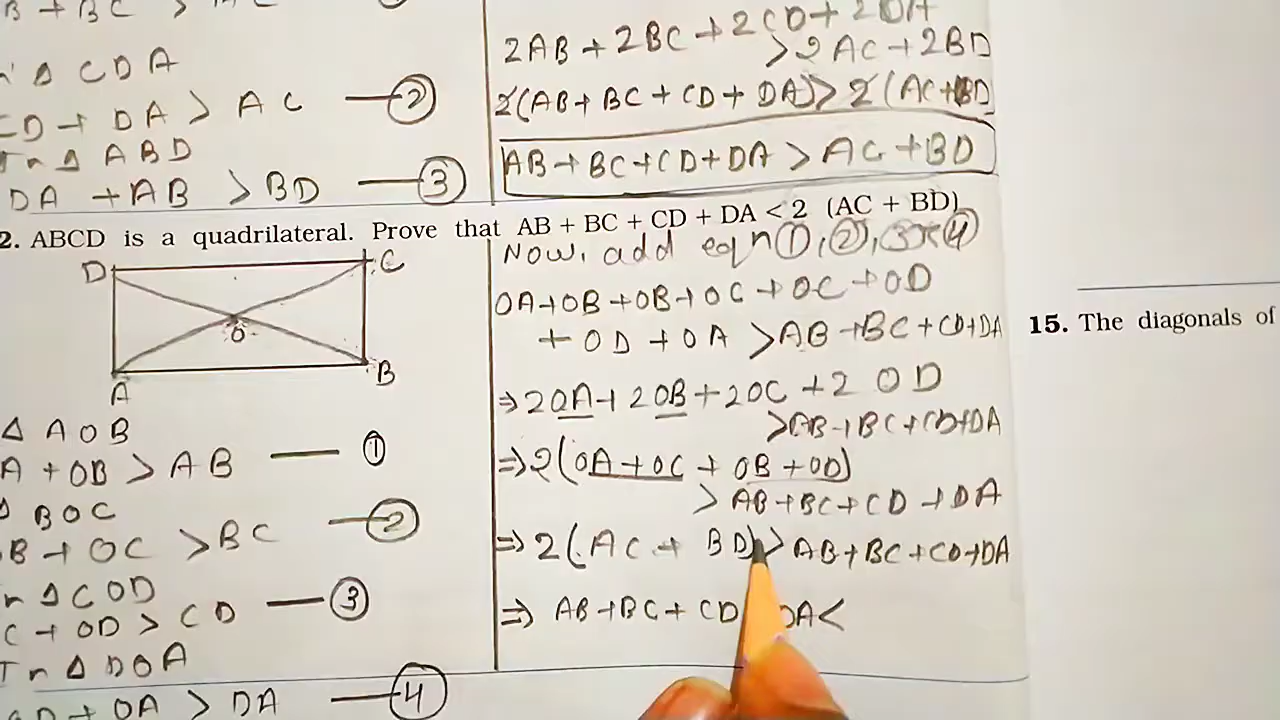 B + BC >
Δ CDA
CD + DA > AC — 2
In Δ ABD
DA + AB > BD — 3
2AB + 2BC + 2CD + 2DA
> 2AC + 2BD
2(AB + BC + CD + DA) > 2(AC + BD)
AB + BC + CD + DA > AC + BD
2. ABCD is a quadrilateral. Prove that AB + BC + CD + DA < 2 (AC + BD)
D C
O
A B
Δ AOB
A + OB > AB — 1
Δ BOC
B + OC > BC — 2
n Δ COD
C + OD > CD — 3
In Δ DOA
OD + OA > DA — 4
Now, add eqn 1, 2, 3 & 4
OA + OB + OB + OC + OC + OD
+ OD + OA > AB + BC + CD + DA
⇒ 2OA + 2OB + 2OC + 2 OD
> AB + BC + CD + DA
⇒ 2(OA + OC + OB + OD)
> AB + BC + CD + DA
⇒ 2(AC + BD) > AB + BC + CD + DA
⇒ AB + BC + CD DA <
15. The diagonals of